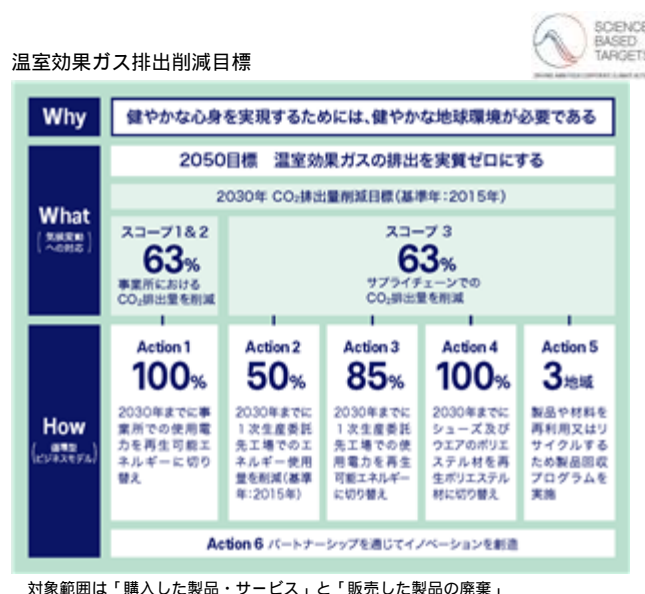 SCIENCE
BASED
TARGETS
温室効果ガス排出削減目標
Why
健やかな心身を実現するためには、健やかな地球環境が必要である
2050目標 温室効果ガスの排出を実質ゼロにする
2030年 CO₂排出量削減目標(基準年:2015年)
What
[気候変動
への対応]
スコープ1&2
63%
事業所における
CO₂排出量を削減
スコープ 3
63%
サプライチェーンでの
CO₂排出量を削減
How
(循環型
ビジネスモデル)
Action 1
100%
2030年までに事
業所での使用電
力を再生可能エ
ネルギーに切り
替え
Action 2
50%
2030年までに
1次生産委託
先工場でのエ
ネルギー使用
量を削減(基準
年:2015年)
Action 3
85%
2030年までに
1次生産委託
先工場での使
用電力を再生
可能エネルギー
に切り替え
Action 4
100%
2030年までに
シューズ及び
ウエアのポリエ
ステル材を再
生ポリエステル
材に切り替え
Action 5
3地域
製品や材料を
再利用又はリ
サイクルする
ため製品回収
プログラムを
実施
Action 6 パートナーシップを通じてイノベーションを創造
対象範囲は「購入した製品・サービス」と「販売した製品の廃棄」